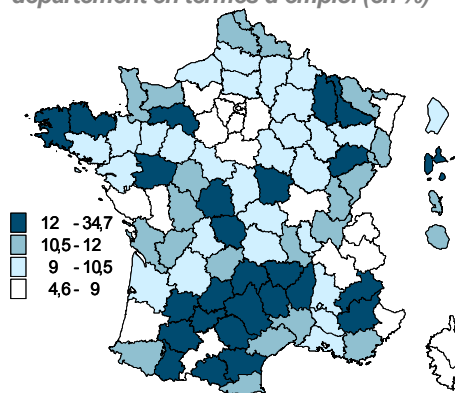 département en termes d'emploi (en %)
12 - 34,7
10,5 - 12
9 - 10,5
4,6 - 9